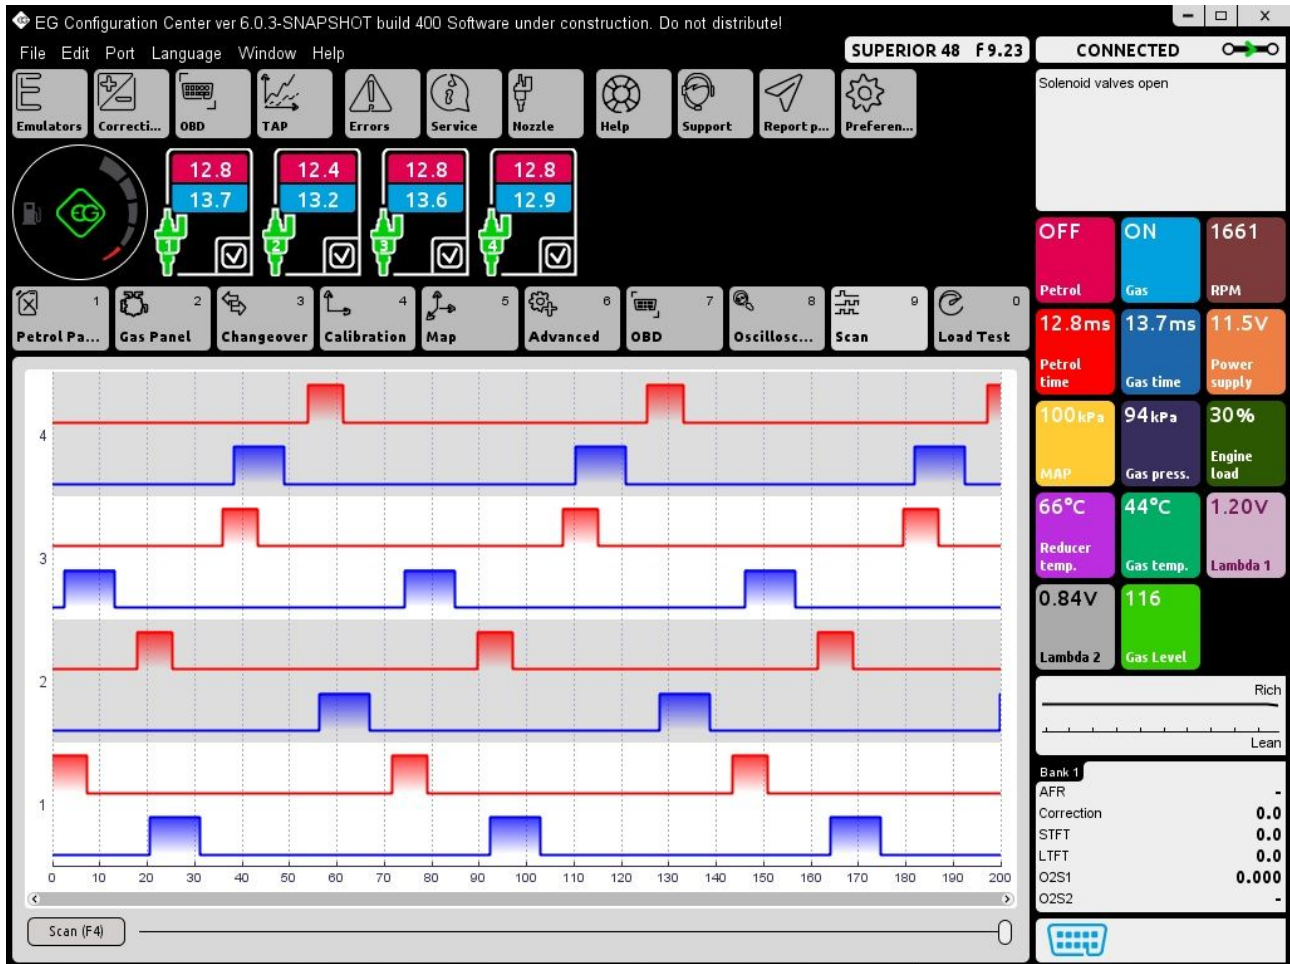 EG Configuration Center ver 6.0.3-SNAPSHOT build 400 Software under construction. Do not distribute!
File Edit Port Language Window Help
SUPERIOR 48 f 9.23
CONNECTED
Solenoid valves open
Emulators
Correcti...
OBD
TAP
Errors
Service
Nozzle
Help
Support
Report p...
Preferen...
EG
12.8
13.7
1
12.4
13.2
2
12.8
13.6
3
12.8
12.9
4
OFF
Petrol
ON
Gas
1661
RPM
1
Petrol Pa...
2
Gas Panel
3
Changeover
4
Calibration
5
Map
6
Advanced
7
OBD
8
Oscillosc...
9
Scan
0
Load Test
12.8ms
Petrol
time
13.7ms
Gas time
11.5V
Power
supply
100kPa
MAP
94kPa
Gas press.
30%
Engine
load
66°C
Reducer
temp.
44°C
Gas temp.
1.20V
Lambda 1
0.84V
Lambda 2
116
Gas Level
4
3
2
1
0 10 20 30 40 50 60 70 80 90 100 110 120 130 140 150 160 170 180 190 200
Scan (F4)
Rich
Lean
Bank 1
AFR -
Correction 0.0
STFT 0.0
LTFT 0.0
O2S1 0.000
O2S2 -